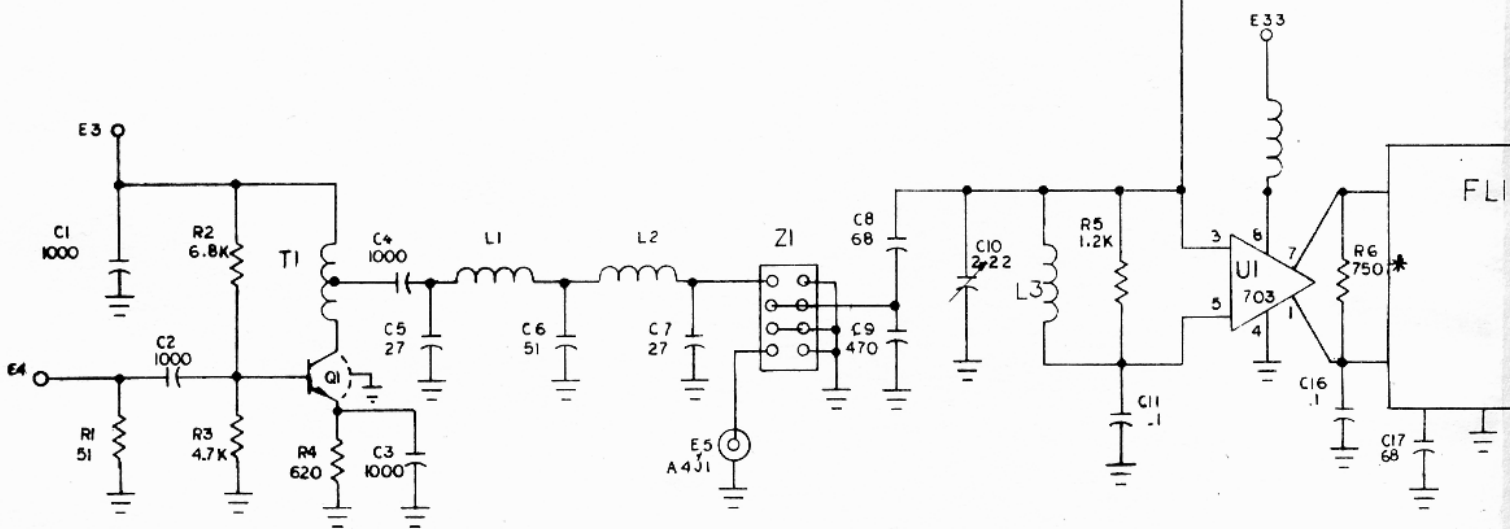 E33
E3
C1
1000
R2
6.8K
T1
C4
1000
L1
L2
Z1
C8
68
C10
2-22
L3
R5
1.2K
3
8
7
U1
703
5
4
1
R6
750
*
FL1
C5
27
C6
51
C7
27
C9
470
C2
1000
E4
Q1
R1
51
R3
4.7K
R4
620
C3
1000
E5
A4J1
C11
.1
C16
.1
C17
68